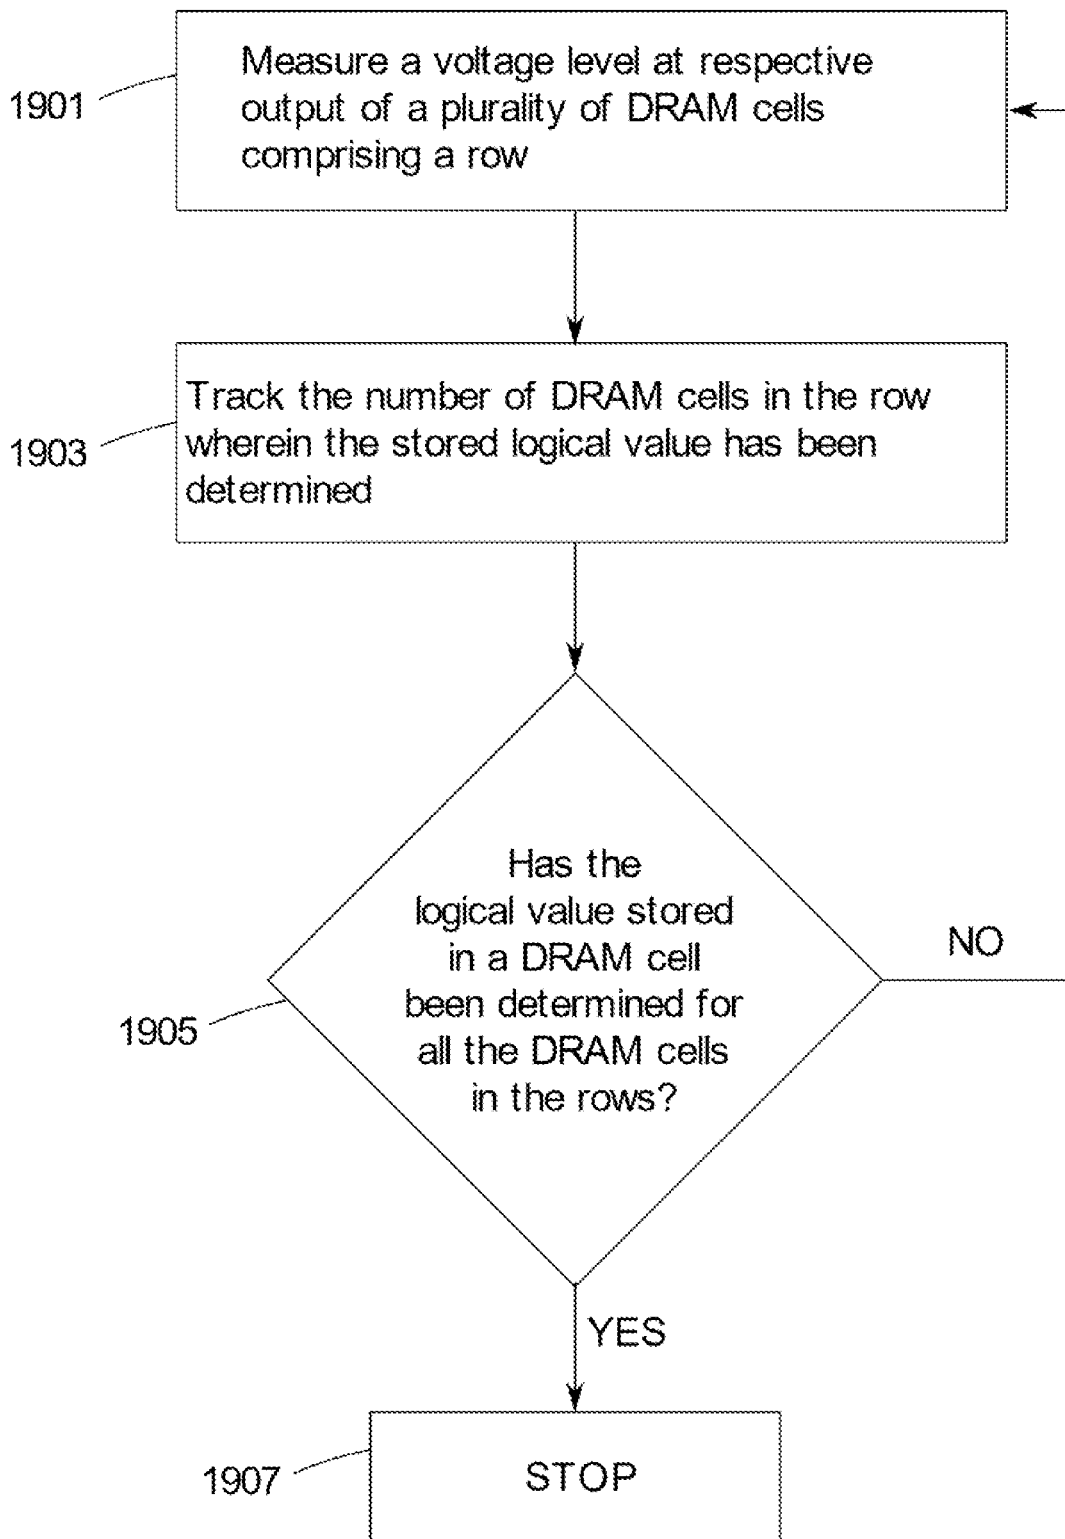 Measure a voltage level at respective
output of a plurality of DRAM cells
comprising a row
1901
Track the number of DRAM cells in the row
wherein the stored logical value has been
determined
1903
Has the
logical value stored
in a DRAM cell
been determined for
all the DRAM cells
in the rows?
NO
1905
YES
STOP
1907